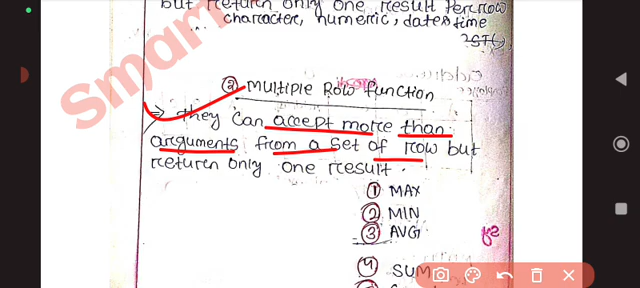 but return only one result Per row
character, numeric, date & time
Smar
② Multiple Row function
⇒ they can accept more than
arguments from a set of row but
return only one result.
① MAX
② MIN
③ AVG
④ SUM